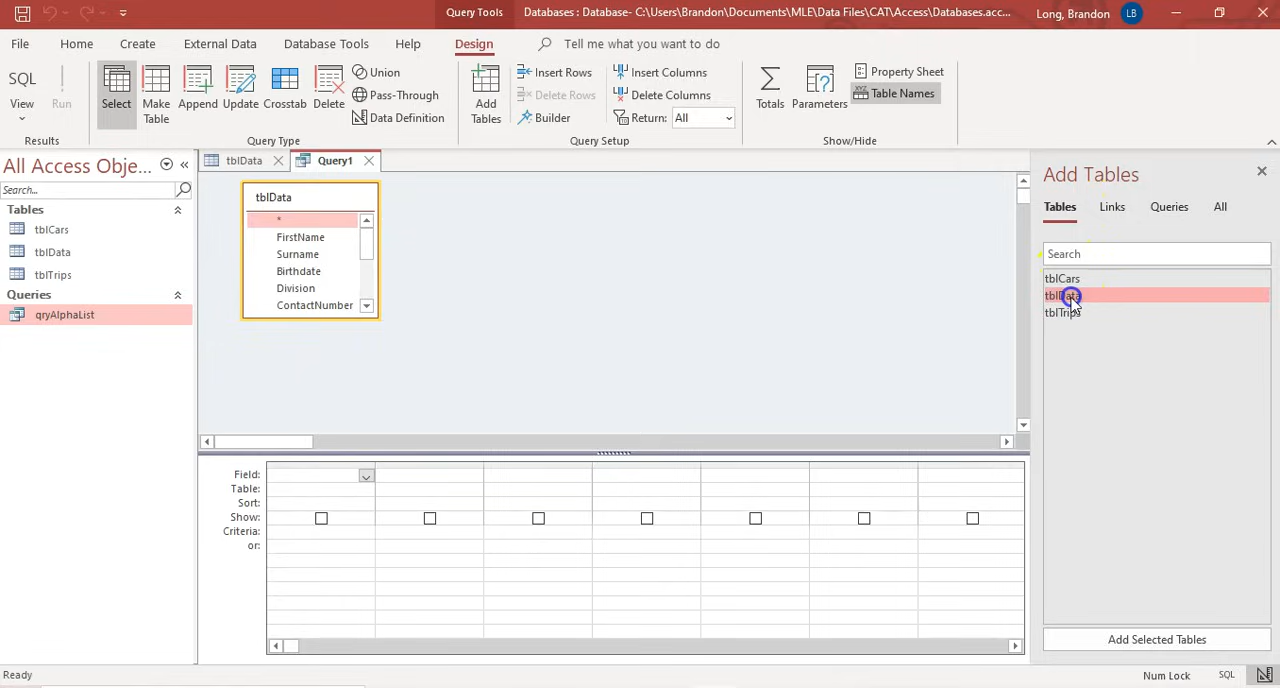 Query Tools
Databases : Database- C:\Users\Brandon\Documents\MLE\Data Files\CAT\Access\Databases.acc...
Long, Brandon
LB
File Home Create External Data Database Tools Help Design Tell me what you want to do
SQL
View
Run
Results
Select
Make Table
Append
Update
Crosstab
Delete
Union
Pass-Through
Data Definition
Query Type
Add Tables
Insert Rows
Delete Rows
Builder
Insert Columns
Delete Columns
Return: All
Query Setup
Totals
Parameters
Property Sheet
XYZ Table Names
Show/Hide
All Access Obje...
Search...
Tables
tblCars
tblData
tblTrips
Queries
qryAlphaList
tblData
Query1
tblData
*
FirstName
Surname
Birthdate
Division
ContactNumber
Field:
Table:
Sort:
Show:
Criteria:
or:
Add Tables
Tables Links Queries All
Search
tblCars
tblData
tblTrips
Add Selected Tables
Ready
Num Lock
SQL